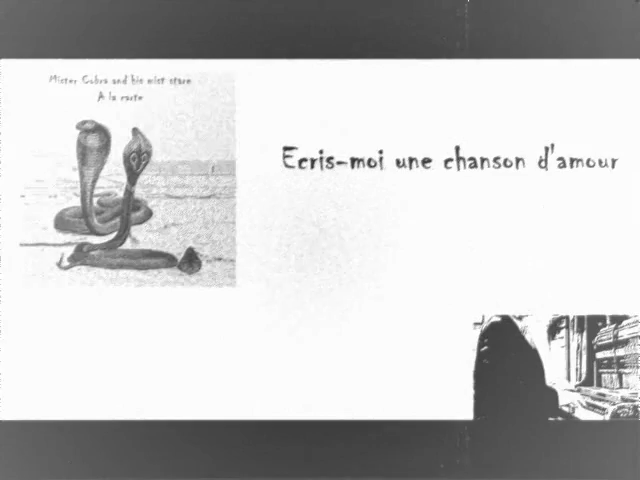 Mister Cobra and his mist stare
A la carte
Ecris-moi une chanson d'amour